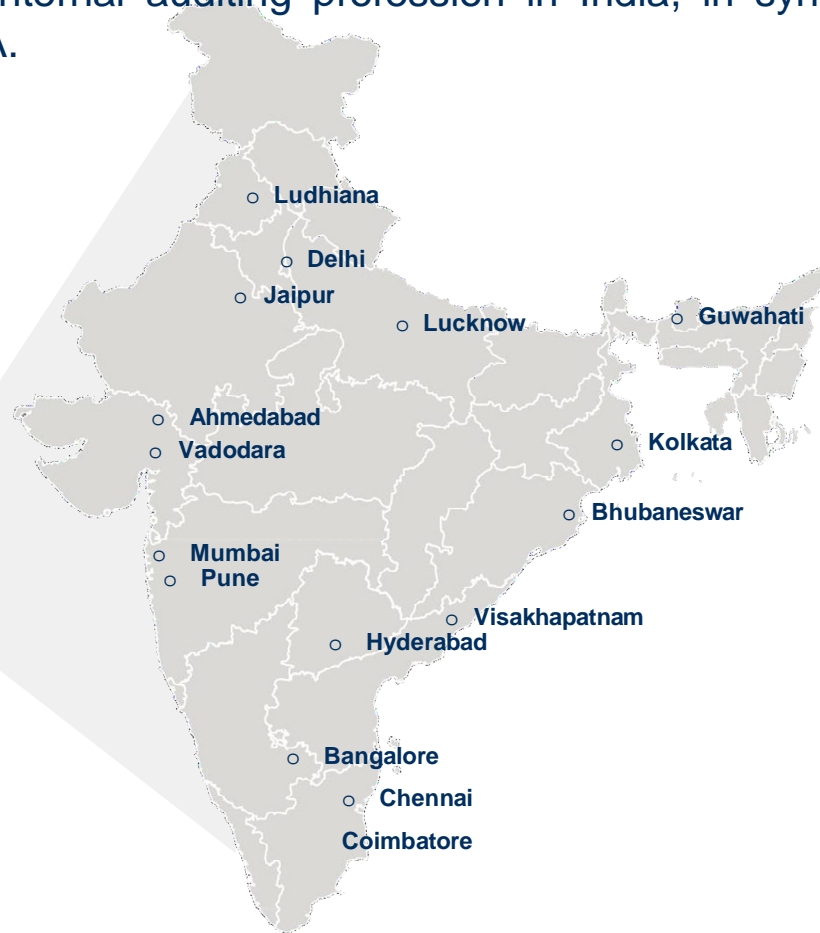 nternal auditing profession in India, in syn
A.
Ludhiana
Delhi
Jaipur
Lucknow
Guwahati
Ahmedabad
Vadodara
Kolkata
Bhubaneswar
Mumbai
Pune
Visakhapatnam
Hyderabad
Bangalore
Chennai
Coimbatore